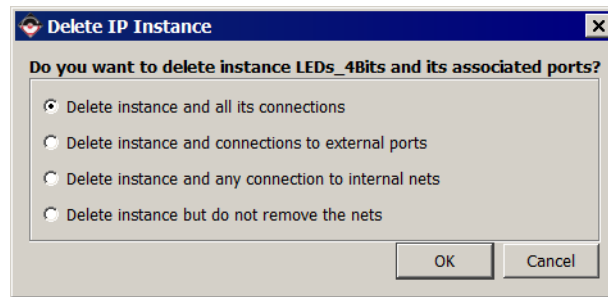 Delete IP Instance
Do you want to delete instance LEDs_4Bits and its associated ports?
Delete instance and all its connections
Delete instance and connections to external ports
Delete instance and any connection to internal nets
Delete instance but do not remove the nets
OK Cancel